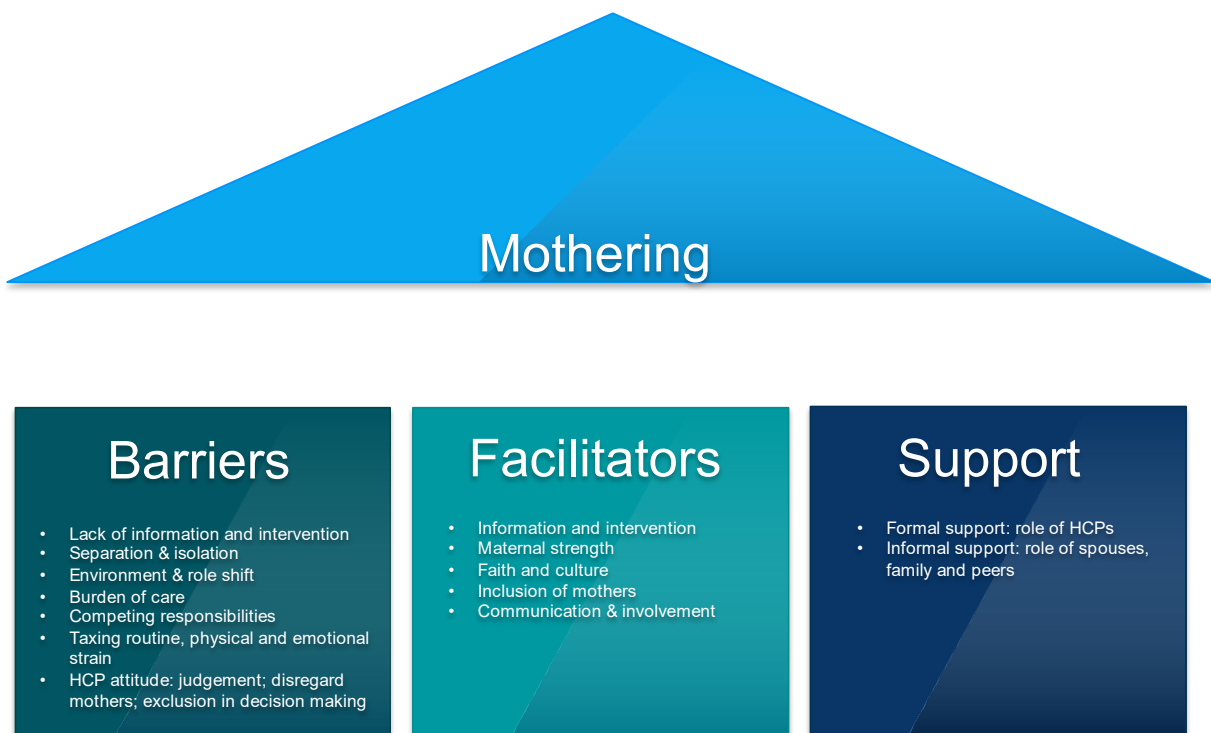 Mothering
Barriers
• Lack of information and intervention
• Separation & isolation
• Environment & role shift
• Burden of care
• Competing responsibilities
• Taxing routine, physical and emotional
strain
• HCP attitude: judgement; disregard
mothers; exclusion in decision making
Facilitators
• Information and intervention
• Maternal strength
• Faith and culture
• Inclusion of mothers
• Communication & involvement
Support
• Formal support: role of HCPs
• Informal support: role of spouses,
family and peers